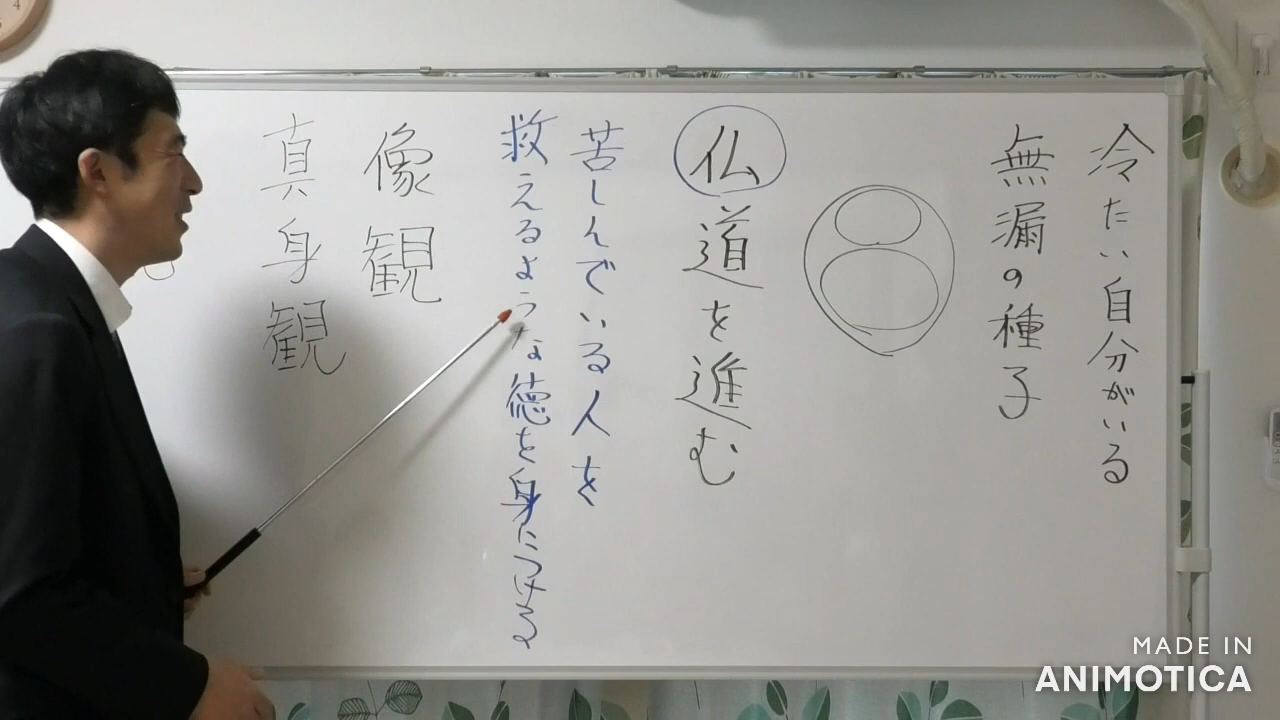 冷たい自分がいる
無漏の種子
仏道を進む
苦しんでいる人を
救えるような徳を身につける
像観
真身観
MADE IN
ANIMOTICA